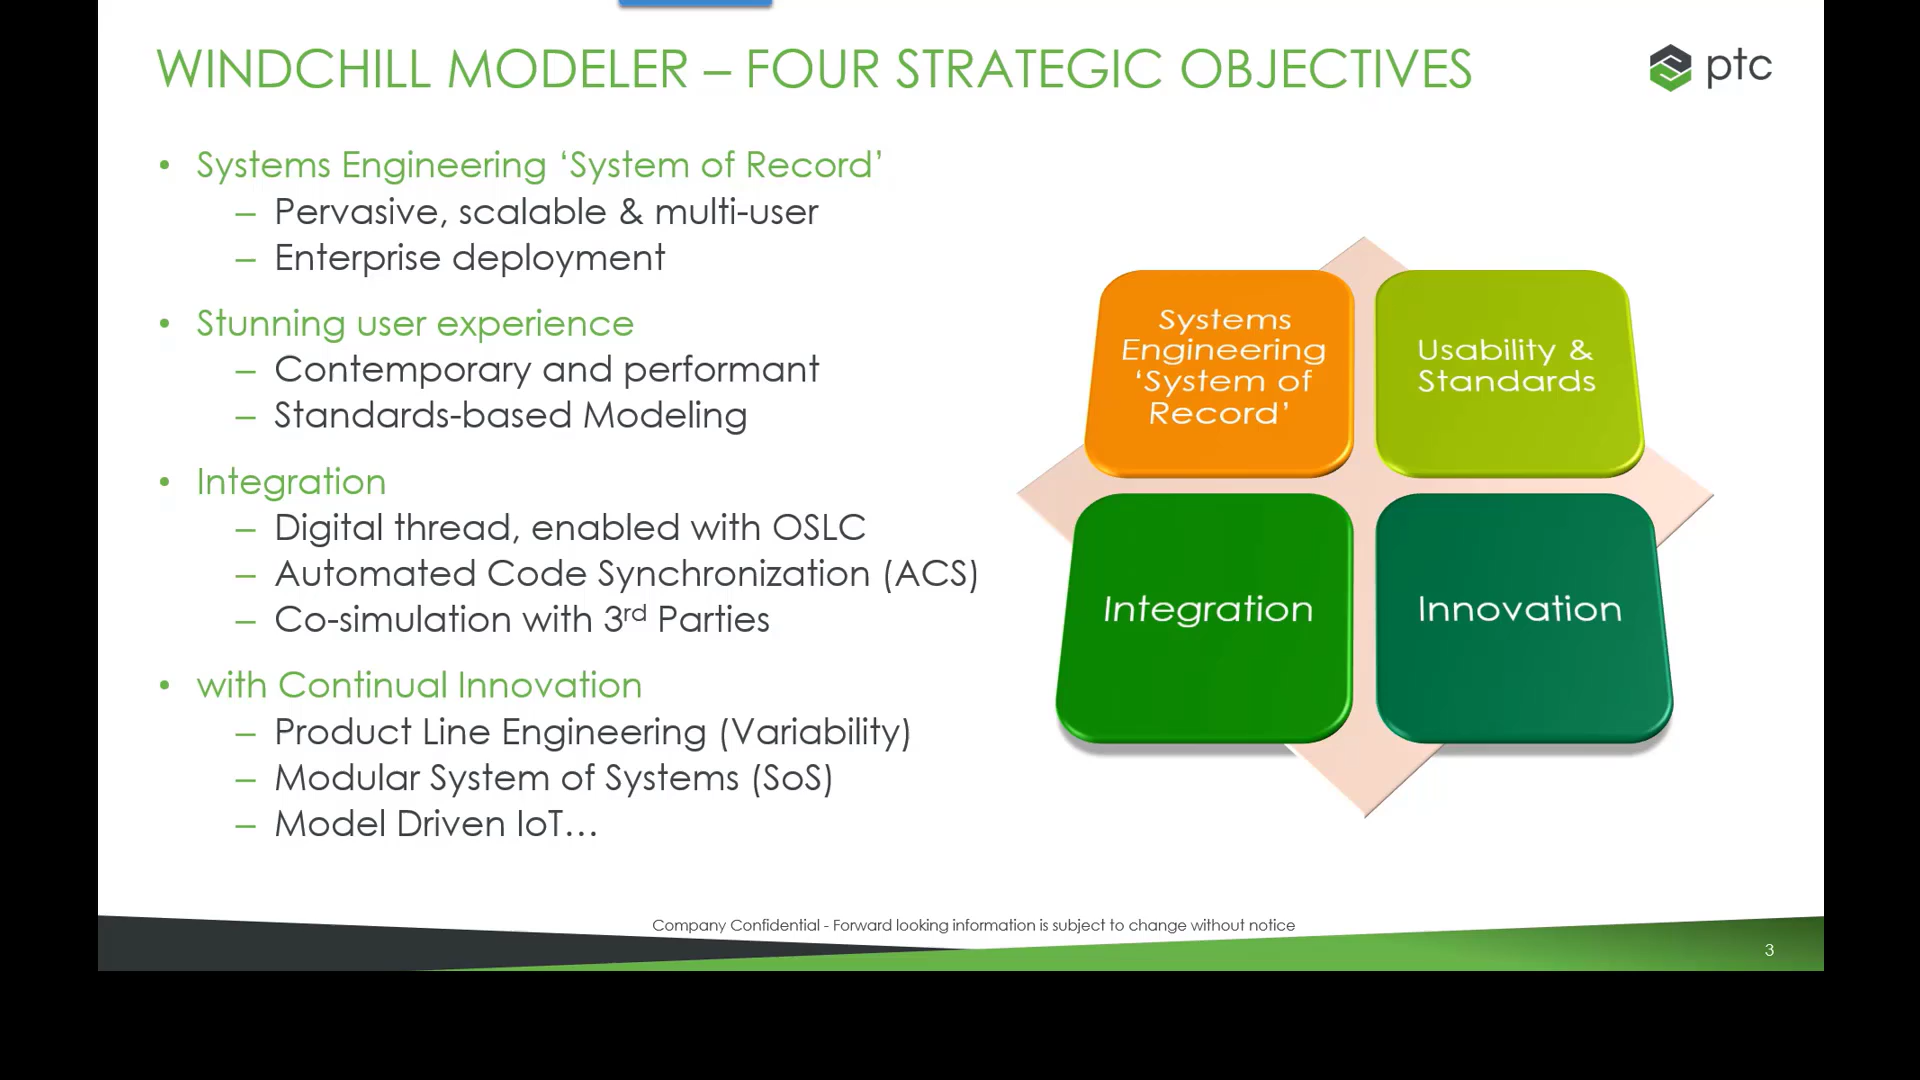 WINDCHILL MODELER – FOUR STRATEGIC OBJECTIVES
ptc
• Systems Engineering ‘System of Record’
– Pervasive, scalable & multi-user
– Enterprise deployment
• Stunning user experience
– Contemporary and performant
– Standards-based Modeling
• Integration
– Digital thread, enabled with OSLC
– Automated Code Synchronization (ACS)
– Co-simulation with 3rd Parties
• with Continual Innovation
– Product Line Engineering (Variability)
– Modular System of Systems (SoS)
– Model Driven IoT…
Systems
Engineering
‘System of
Record’
Usability &
Standards
Integration
Innovation
Company Confidential - Forward looking information is subject to change without notice
3